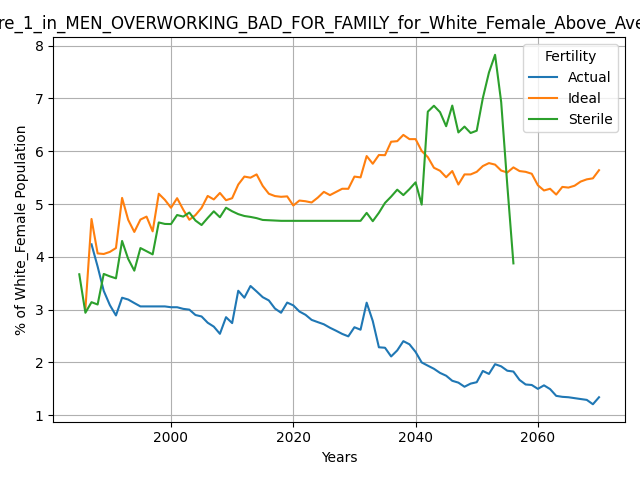 re_1_in_MEN_OVERWORKING_BAD_FOR_FAMILY_for_White_Female_Above_Ave
Fertility
Actual
Ideal
Sterile
% of White_Female Population
8
7
6
5
4
3
2
1
2000 2020 2040 2060
Years